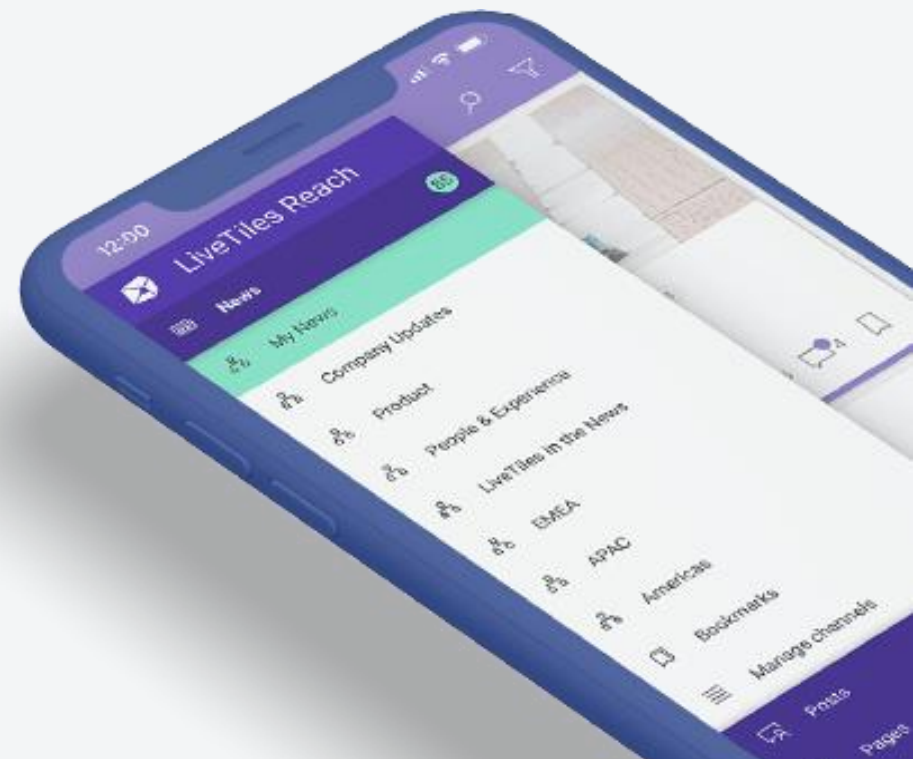 12:00
LiveTiles Reach
News
85
My News
Company Updates
Product
People & Experience
LiveTiles in the News
EMEA
APAC
Americas
Bookmarks
Manage channels
Posts
Pages
4